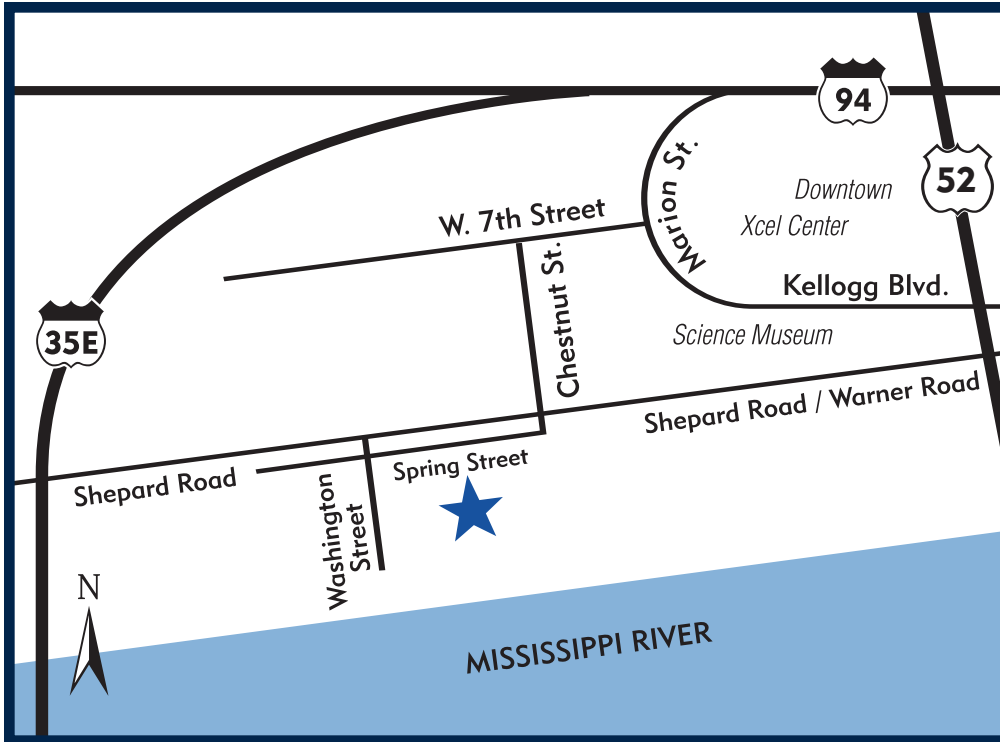 94
52
Marion St.
Downtown
Xcel Center
W. 7th Street
Chestnut St.
Kellogg Blvd.
35E
Science Museum
Shepard Road / Warner Road
Spring Street
Shepard Road
Washington
Street
N
MISSISSIPPI RIVER